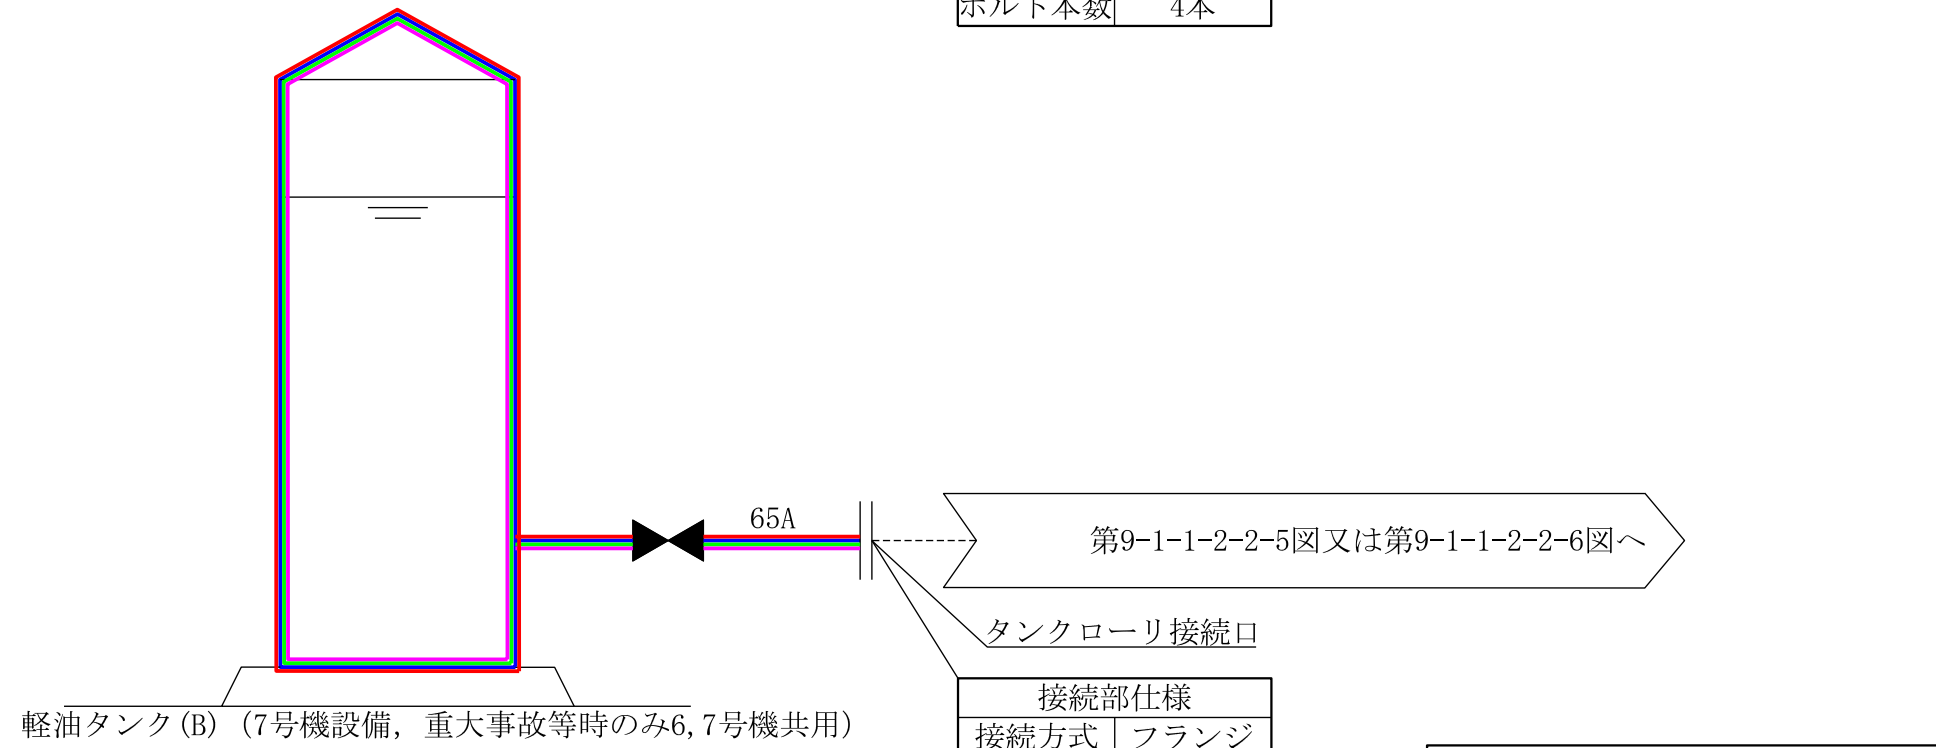 ボルト本数 4本
65A
第9-1-1-2-2-5図又は第9-1-1-2-2-6図へ
タンクローリ接続口
接続部仕様
接続方式 フランジ
軽油タンク(B) (7号機設備, 重大事故等時のみ6,7号機共用)